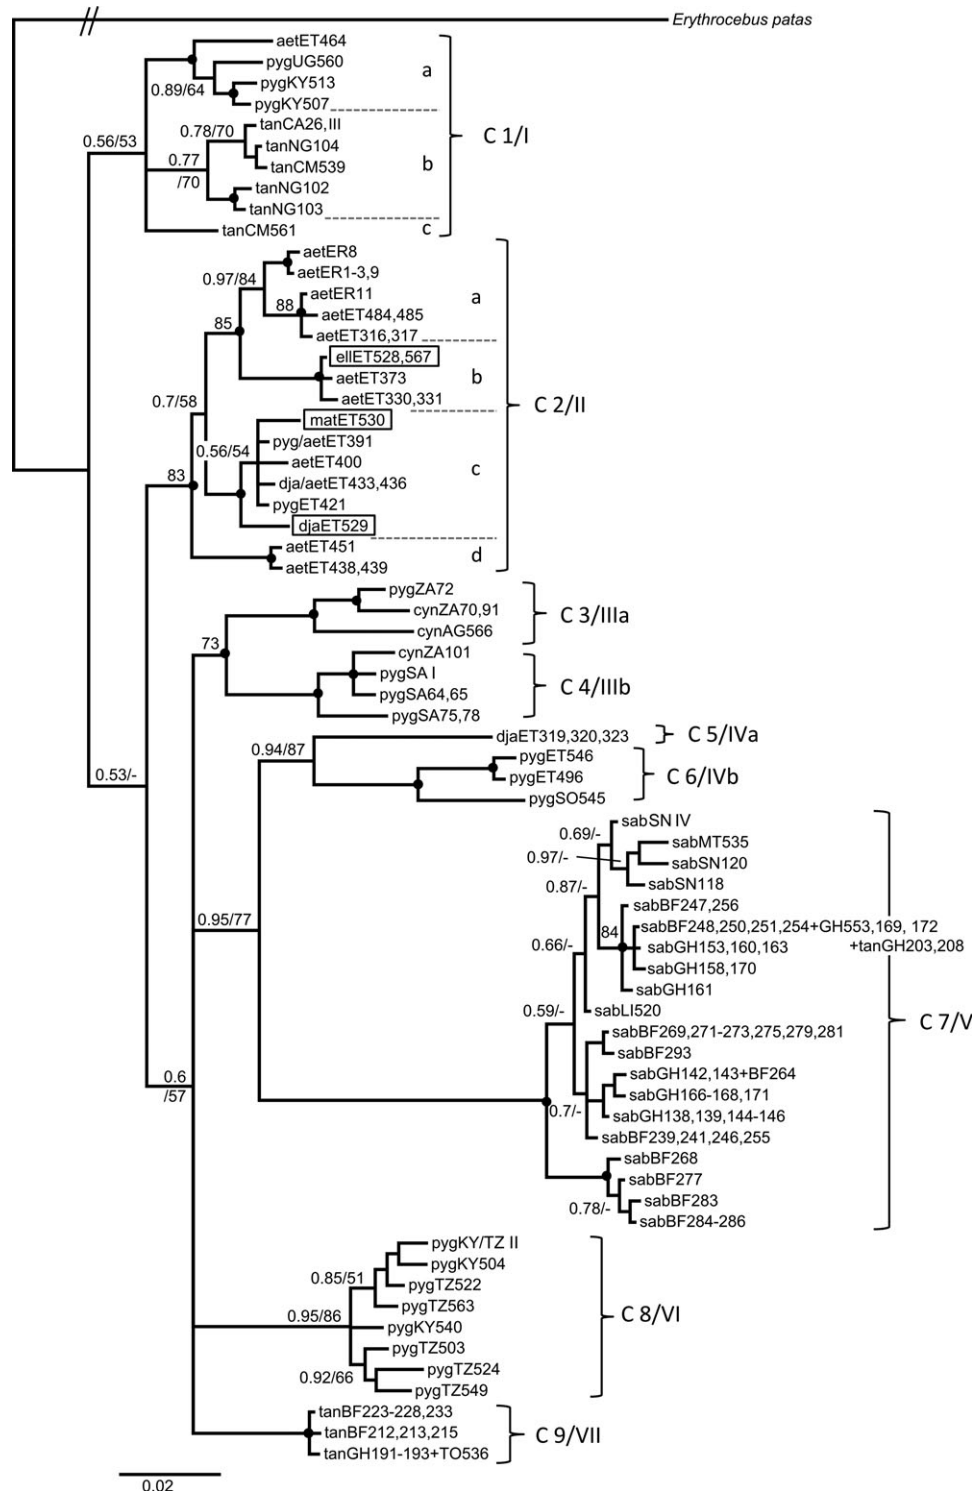 Erythrocebus patas
aetET464
pygUG560
a
0.89/64
pygKY513
pygKY507
0.78/70
tanCA26,III
C 1/I
0.56/53
tanNG104
0.77
/70
tanCM539
b
tanNG102
tanNG103
tanCM561
c
aetER8
0.97/84
aetER1-3,9
aetER11
a
88
aetET484,485
85
aetET316,317
ellET528,567
b
aetET373
0.7/58
aetET330,331
C 2/II
matET530
0.56/54
pyg/aetET391
aetET400
c
83
dja/aetET433,436
pygET421
djaET529
aetET451
d
aetET438,439
pygZA72
cynZA70,91
C 3/IIIa
cynAG566
73
cynZA101
pygSA I
C 4/IIIb
pygSA64,65
pygSA75,78
djaET319,320,323
C 5/IVa
0.94/87
pygET546
0.53/-
pygET496
C 6/IVb
pygSO545
sabSN IV
0.69/-
sabMT535
0.97/-
sabSN120
0.87/-
sabSN118
sabBF247,256
0.95/77
84
sabBF248,250,251,254+GH553,169, 172
+tanGH203,208
sabGH153,160,163
0.66/-
sabGH158,170
sabGH161
0.59/-
sabLI520
C 7/V
sabBF269,271-273,275,279,281
sabBF293
0.6
/57
sabGH142,143+BF264
sabGH166-168,171
0.7/-
sabGH138,139,144-146
sabBF239,241,246,255
sabBF268
sabBF277
0.78/-
sabBF283
sabBF284-286
pygKY/TZ II
pygKY504
0.85/51
pygTZ522
pygTZ563
C 8/VI
0.95/86
pygKY540
pygTZ503
0.92/66
pygTZ524
pygTZ549
tanBF223-228,233
tanBF212,213,215
C 9/VII
tanGH191-193+TO536
0.02